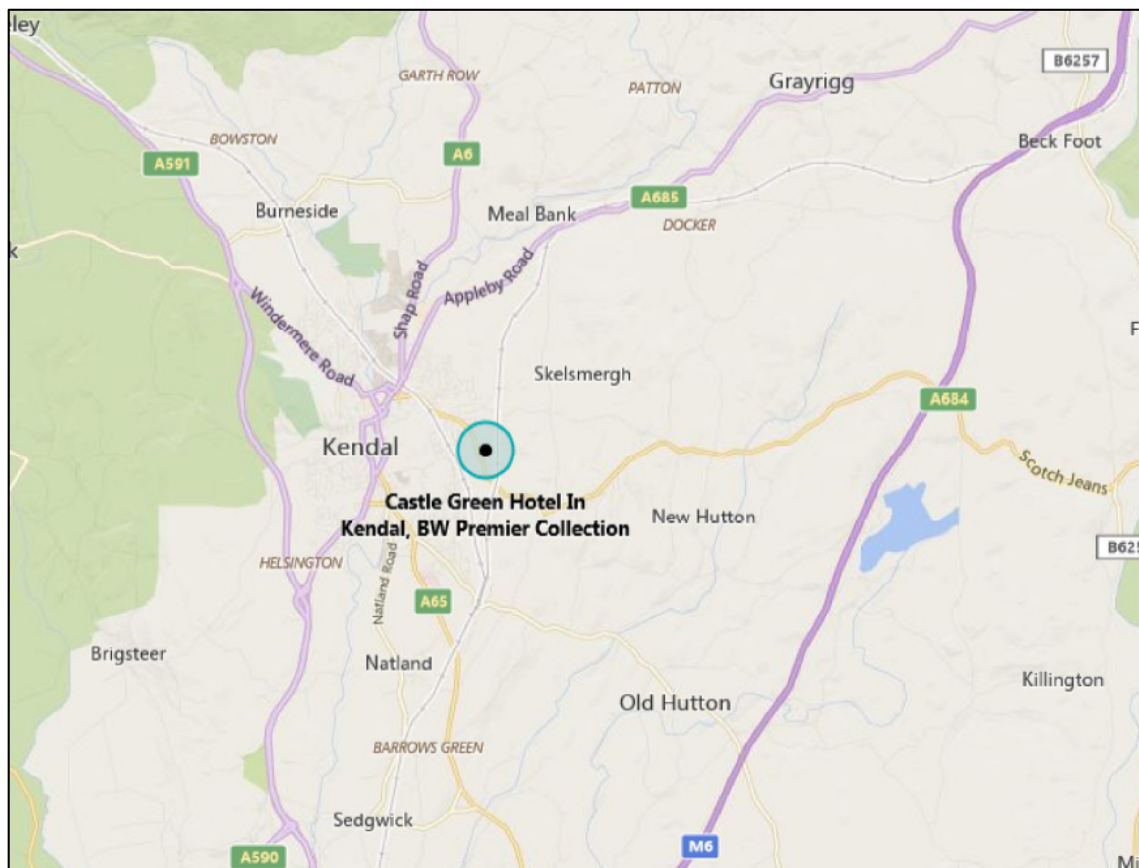 eley
GARTH ROW
PATTON
Grayrigg
B6257
BOWSTON
A591
A6
Beck Foot
Burneside
Meal Bank
A685
DOCKER
k
Appleby Road
Shap Road
Windermere Road
F
Skelsmergh
A684
Kendal
Scotch Jeans
Castle Green Hotel In
Kendal, BW Premier Collection
New Hutton
B625
HELSINGTON
Natland Road
A65
Brigsteer
Natland
Killington
Old Hutton
BARROWS GREEN
Sedgwick
M6
A590
Mi